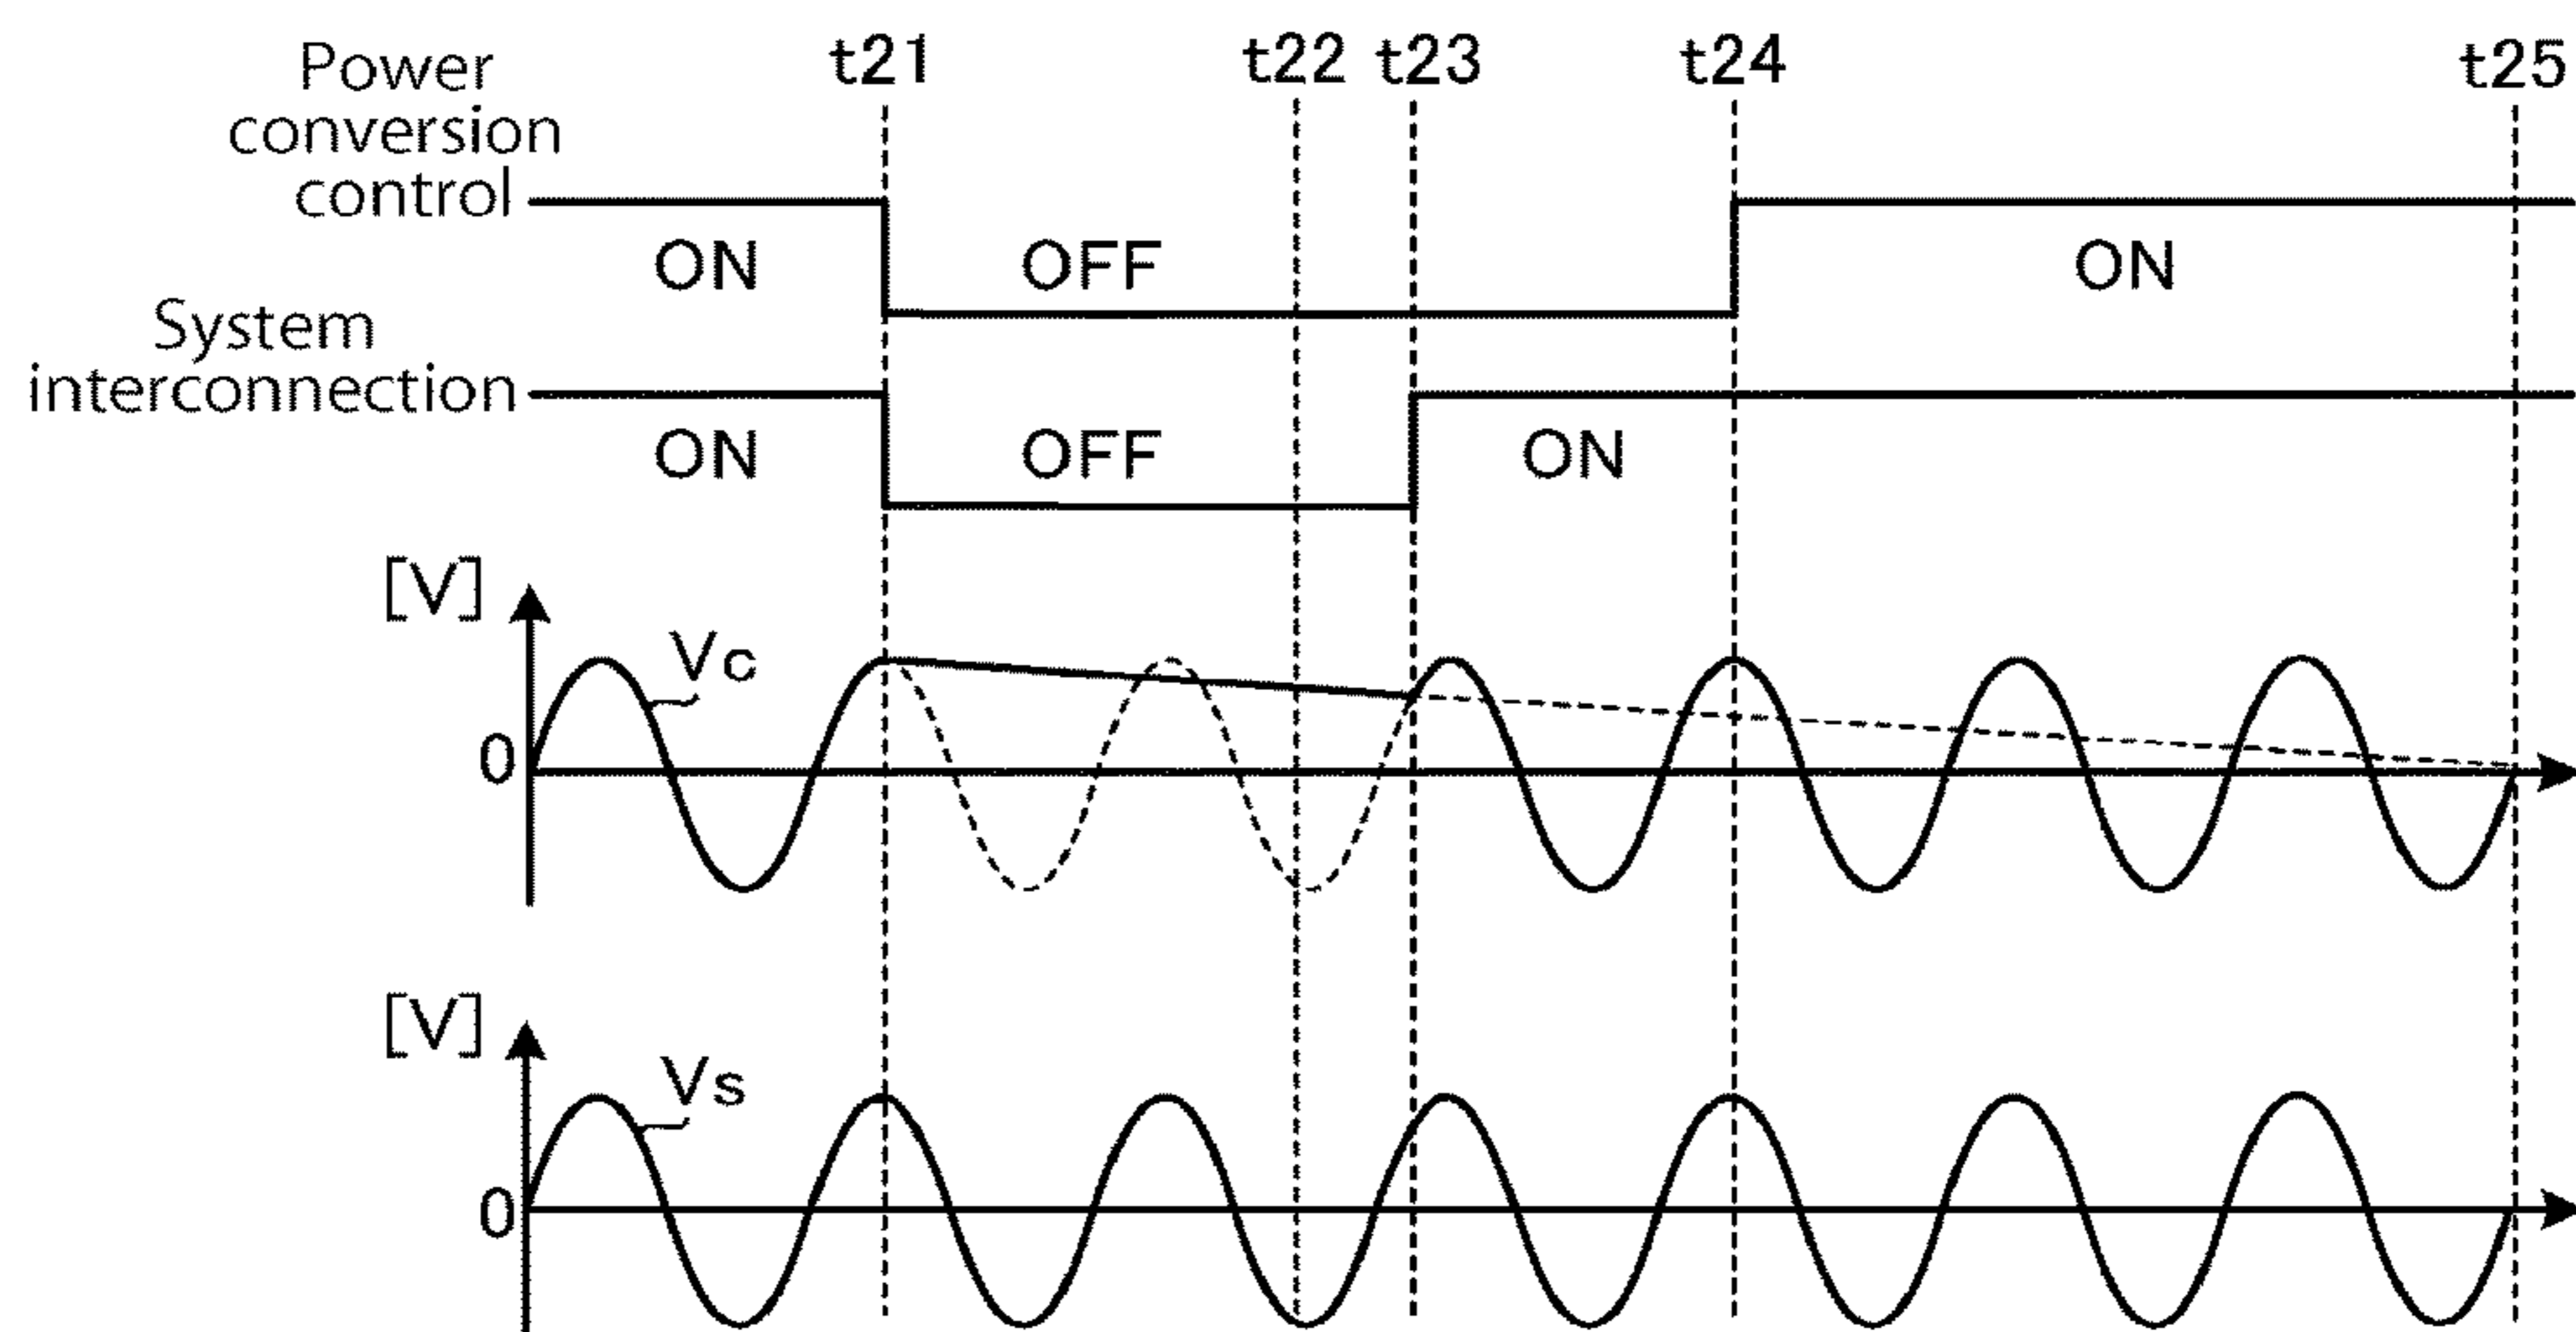 t21 t22 t23 t24 t25
Power
conversion
control
ON OFF ON
System
interconnection
ON OFF ON
[V]
Vc
0
[V]
Vs
0